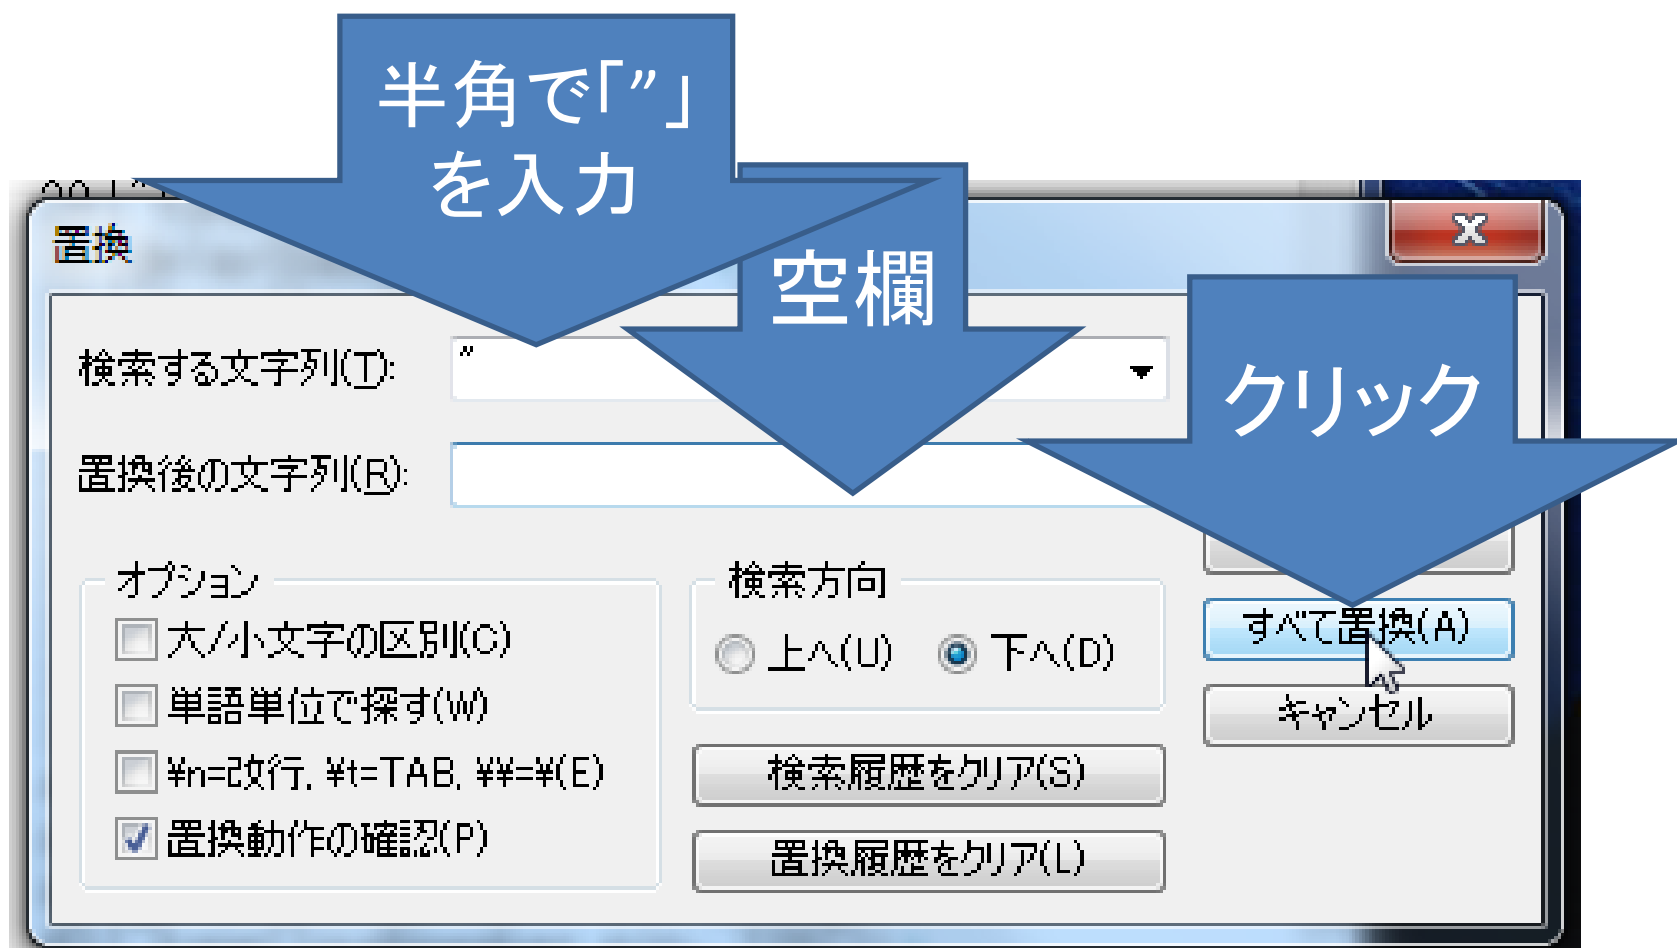 半角で「"」
を入力
空欄
クリック
置換
検索する文字列(T):
"
置換後の文字列(R):
オプション
大/小文字の区別(C)
単語単位で探す(W)
¥n=改行, ¥t=TAB, ¥¥=¥(E)
置換動作の確認(P)
検索方向
上へ(U)
下へ(D)
検索履歴をクリア(S)
置換履歴をクリア(L)
すべて置換(A)
キャンセル